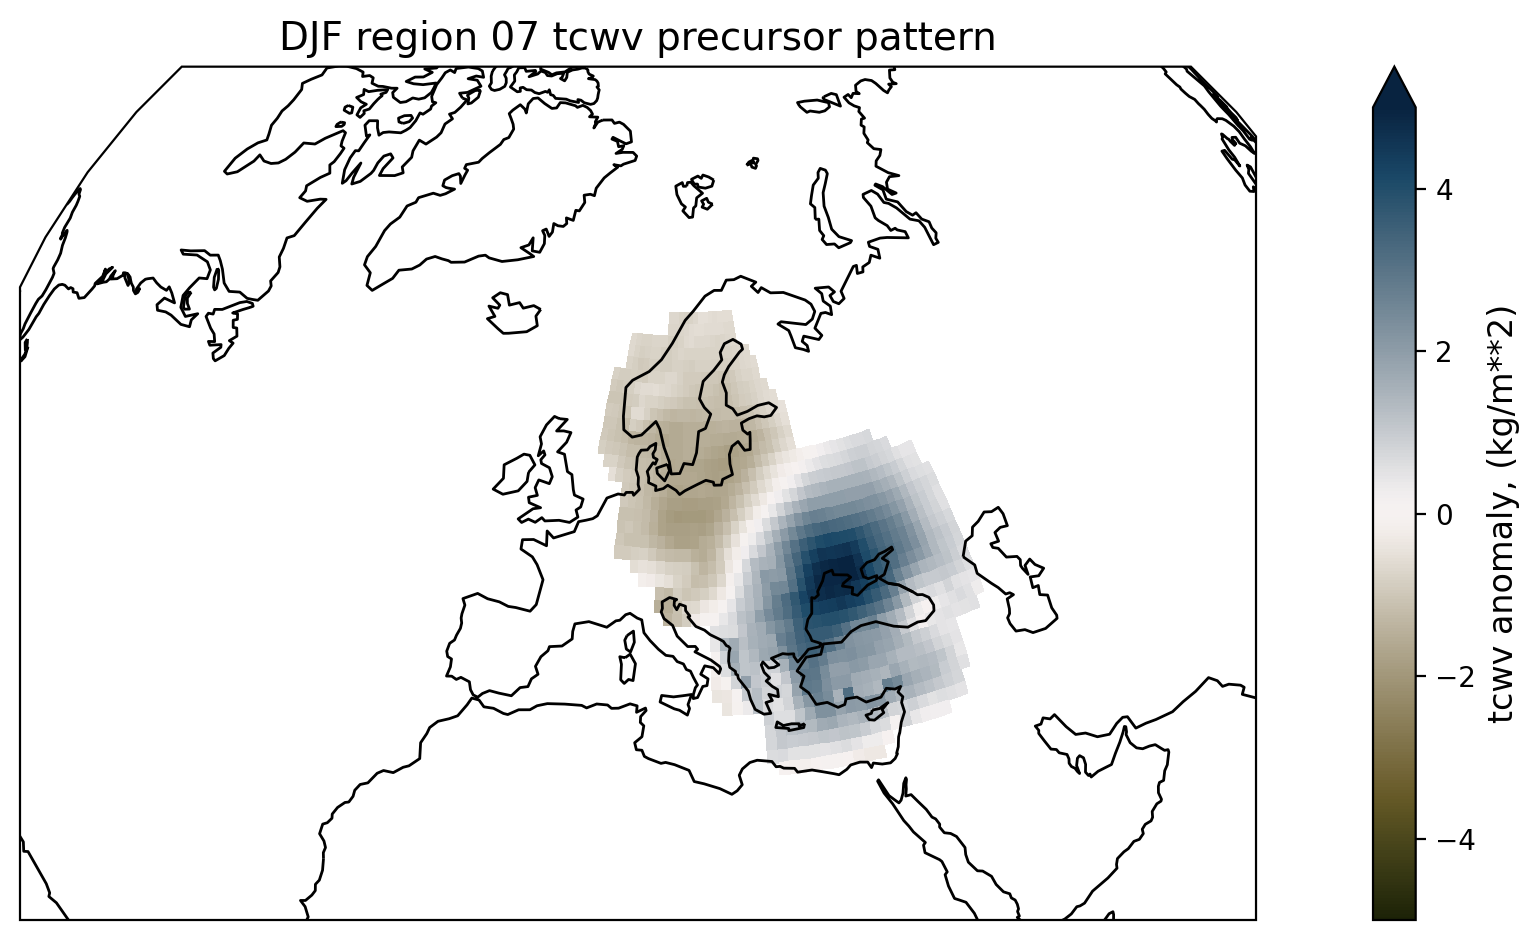 DJF region 07 tcwv precursor pattern
4
2
0
−2
−4
tcwv anomaly, (kg/m**2)